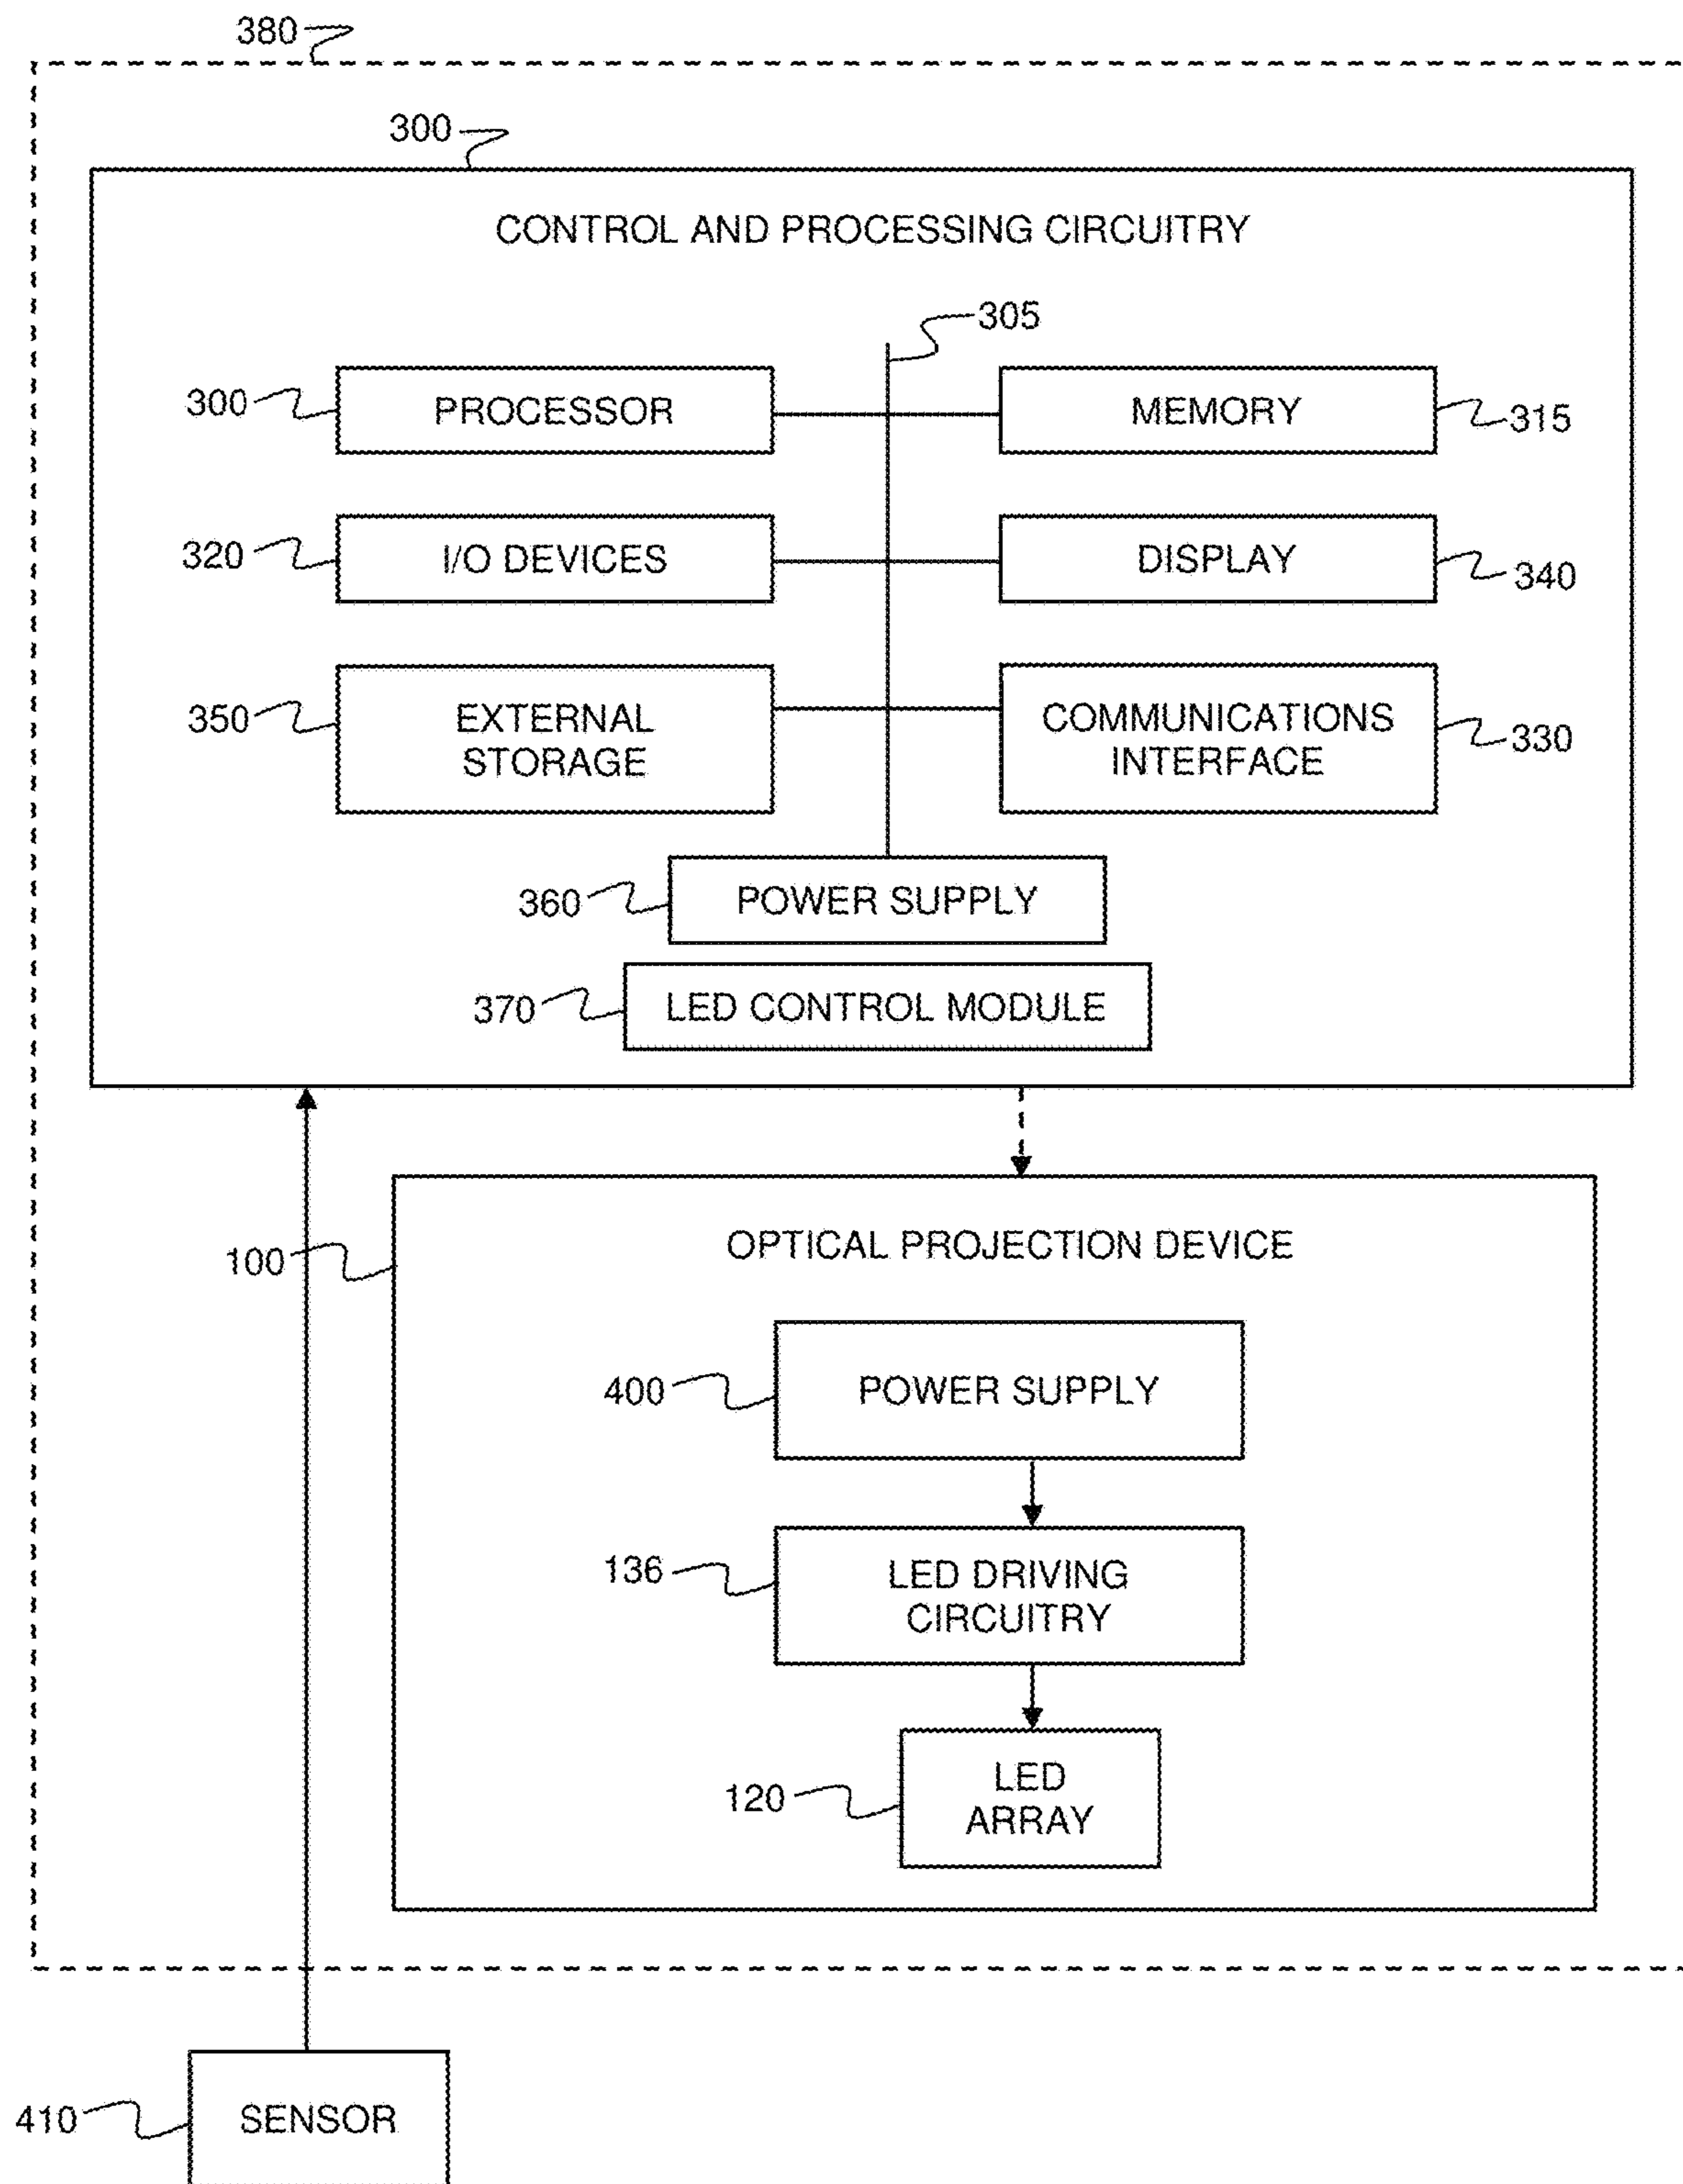 380
300
CONTROL AND PROCESSING CIRCUITRY
305
300
PROCESSOR
MEMORY
315
320
I/O DEVICES
DISPLAY
340
350
EXTERNAL
STORAGE
COMMUNICATIONS
INTERFACE
330
360
POWER SUPPLY
370
LED CONTROL MODULE
100
OPTICAL PROJECTION DEVICE
400
POWER SUPPLY
136
LED DRIVING
CIRCUITRY
120
LED
ARRAY
410
SENSOR